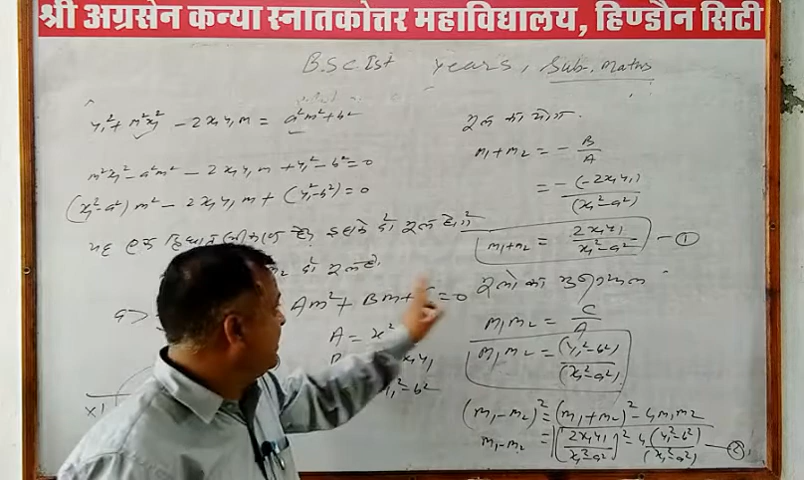 श्री अग्रसेन कन्या स्नातकोत्तर महाविद्यालय, हिण्डौन सिटी
B.SC.Ist years, Sub. Maths
y₁² + m²x₁² - 2x₁y₁m = a²m² + b²
m²x₁² - a²m² - 2x₁y₁m + y₁² - b² = 0
(x₁² - a²)m² - 2x₁y₁m + (y₁² - b²) = 0
यह एक द्विघात समीकरण है, इसके दो मूल होंगे
m₂ दो मूल है.
Am² + Bm + =0
A = x²
x₁y₁
y₁² - b²
मूल का योग.
m₁+m₂ = - B/A
= -(-2x₁y₁)/(x₁²-a²)
m₁+m₂ = 2x₁y₁/(x₁²-a²) - ①
मूलों का गुणनफल
m₁m₂ = C/A
m₁m₂ = (y₁²-b²)/(x₁²-a²)
(m₁-m₂)² = (m₁+m₂)² - 4m₁m₂
m₁-m₂ = √((2x₁y₁/(x₁²-a²))² - 4(y₁²-b²)/(x₁²-a²)) - ②